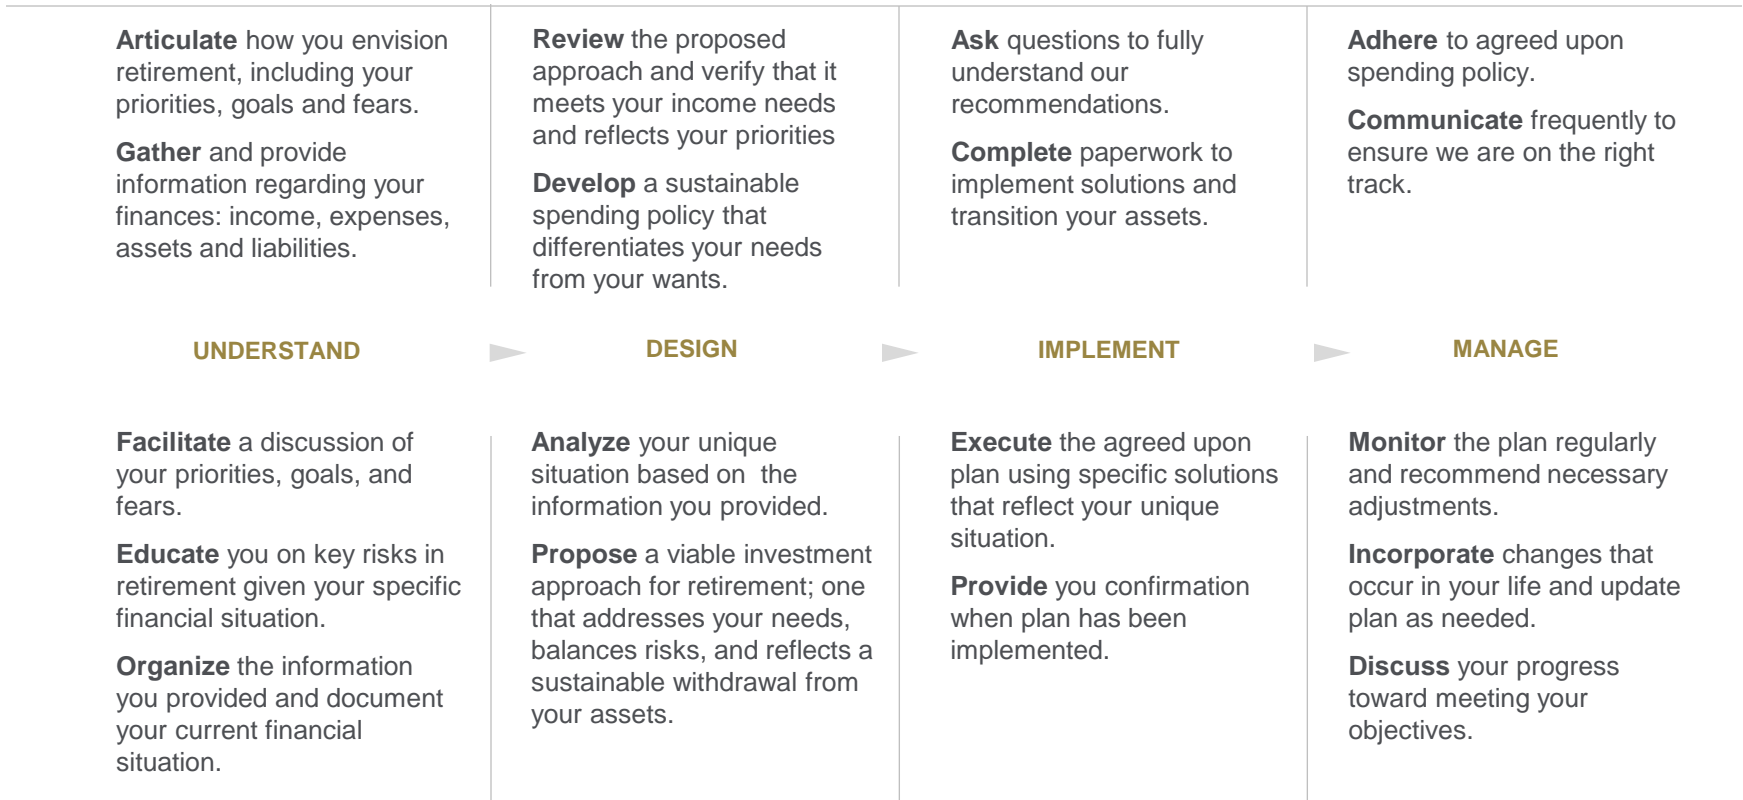 Articulate how you envision
retirement, including your
priorities, goals and fears.
Gather and provide
information regarding your
finances: income, expenses,
assets and liabilities.
Review the proposed
approach and verify that it
meets your income needs
and reflects your priorities
Develop a sustainable
spending policy that
differentiates your needs
from your wants.
Ask questions to fully
understand our
recommendations.
Complete paperwork to
implement solutions and
transition your assets.
Adhere to agreed upon
spending policy.
Communicate frequently to
ensure we are on the right
track.
UNDERSTAND
DESIGN
IMPLEMENT
MANAGE
Facilitate a discussion of
your priorities, goals, and
fears.
Educate you on key risks in
retirement given your specific
financial situation.
Organize the information
you provided and document
your current financial
situation.
Analyze your unique
situation based on  the
information you provided.
Propose a viable investment
approach for retirement; one
that addresses your needs,
balances risks, and reflects a
sustainable withdrawal from
your assets.
Execute the agreed upon
plan using specific solutions
that reflect your unique
situation.
Provide you confirmation
when plan has been
implemented.
Monitor the plan regularly
and recommend necessary
adjustments.
Incorporate changes that
occur in your life and update
plan as needed.
Discuss your progress
toward meeting your
objectives.